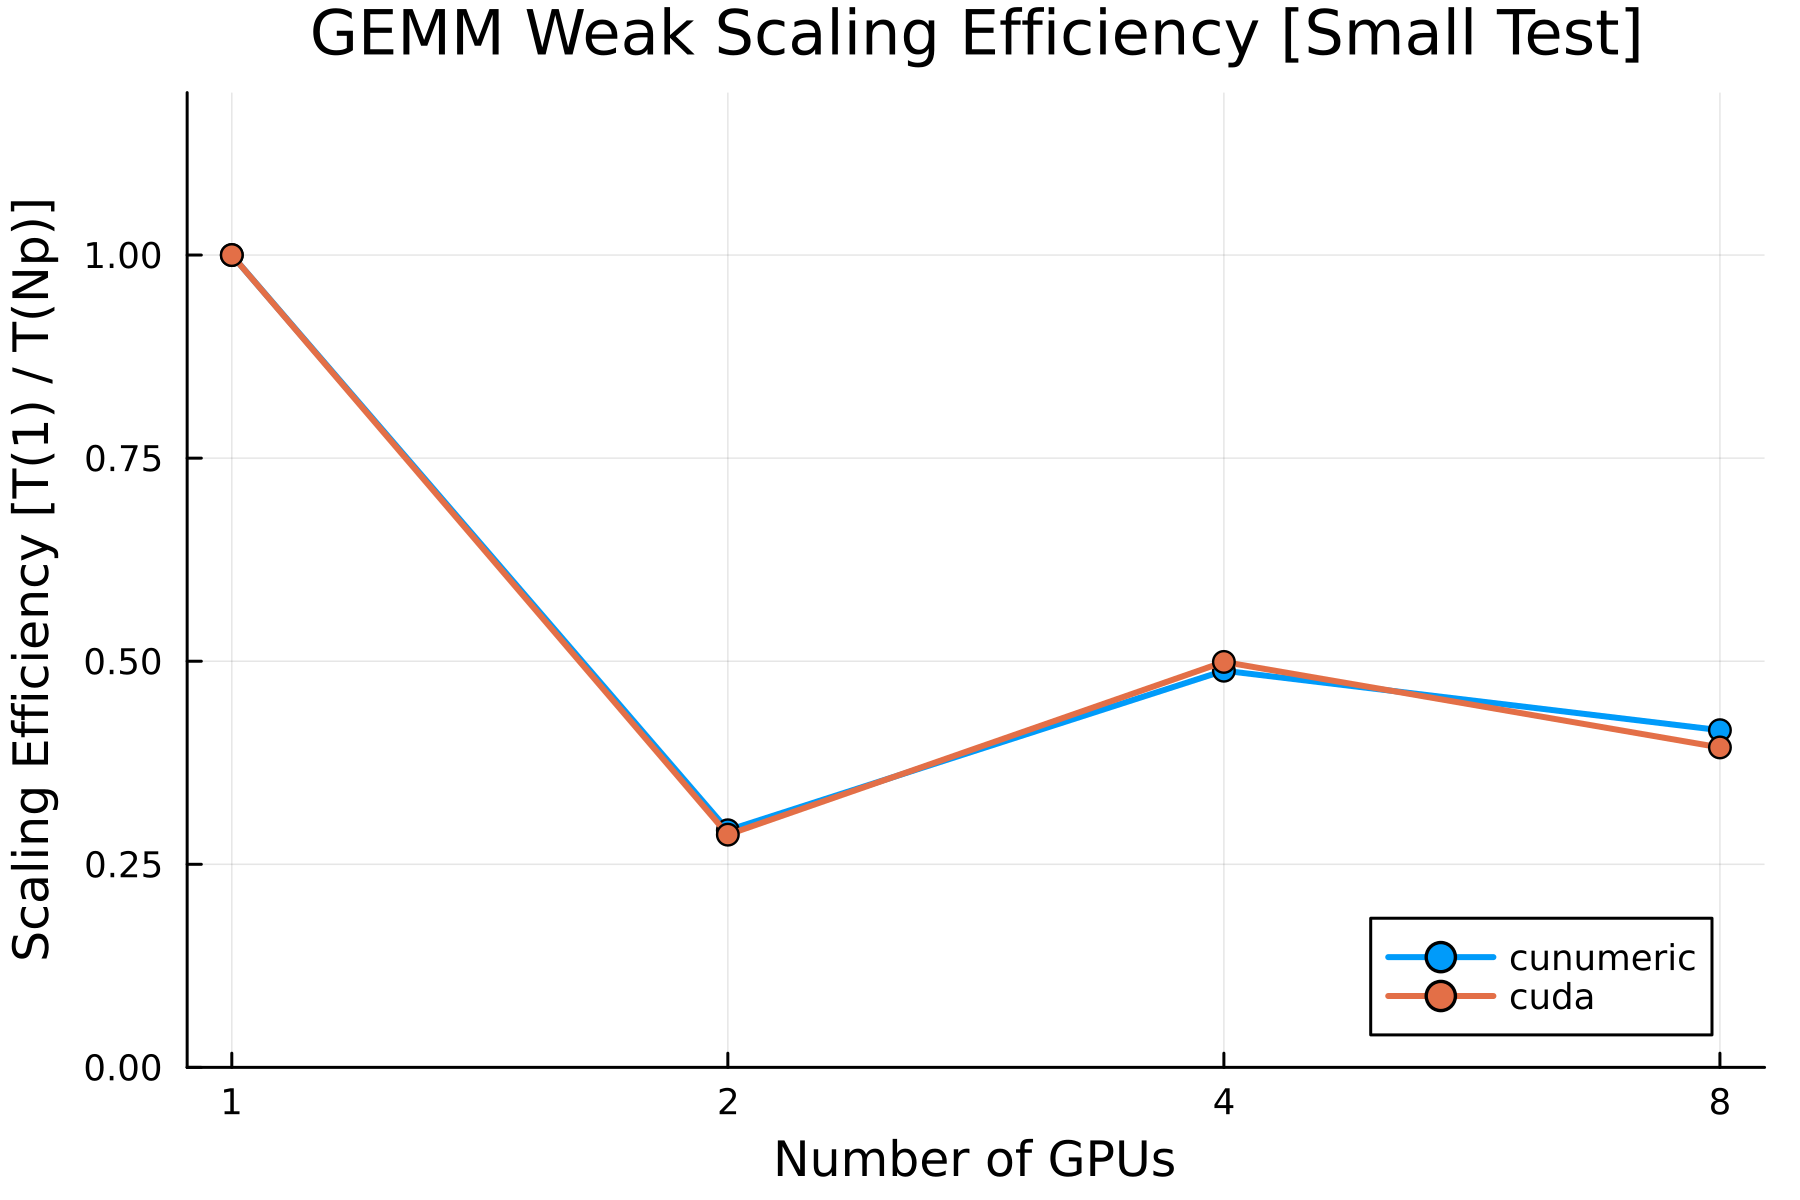 GEMM Weak Scaling Efficiency [Small Test]
Scaling Efficiency [T(1) / T(Np)]
1.00
0.75
0.50
0.25
0.00
1 2 4 8
Number of GPUs
cunumeric
cuda